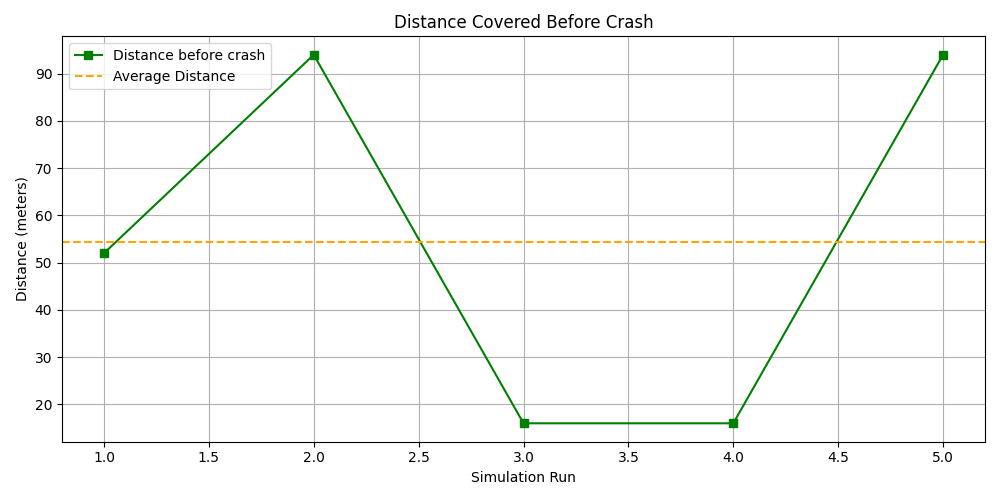 Distance Covered Before Crash
Distance before crash
Average Distance
Distance (meters)
90
80
70
60
50
40
30
20
1.0 1.5 2.0 2.5 3.0 3.5 4.0 4.5 5.0
Simulation Run